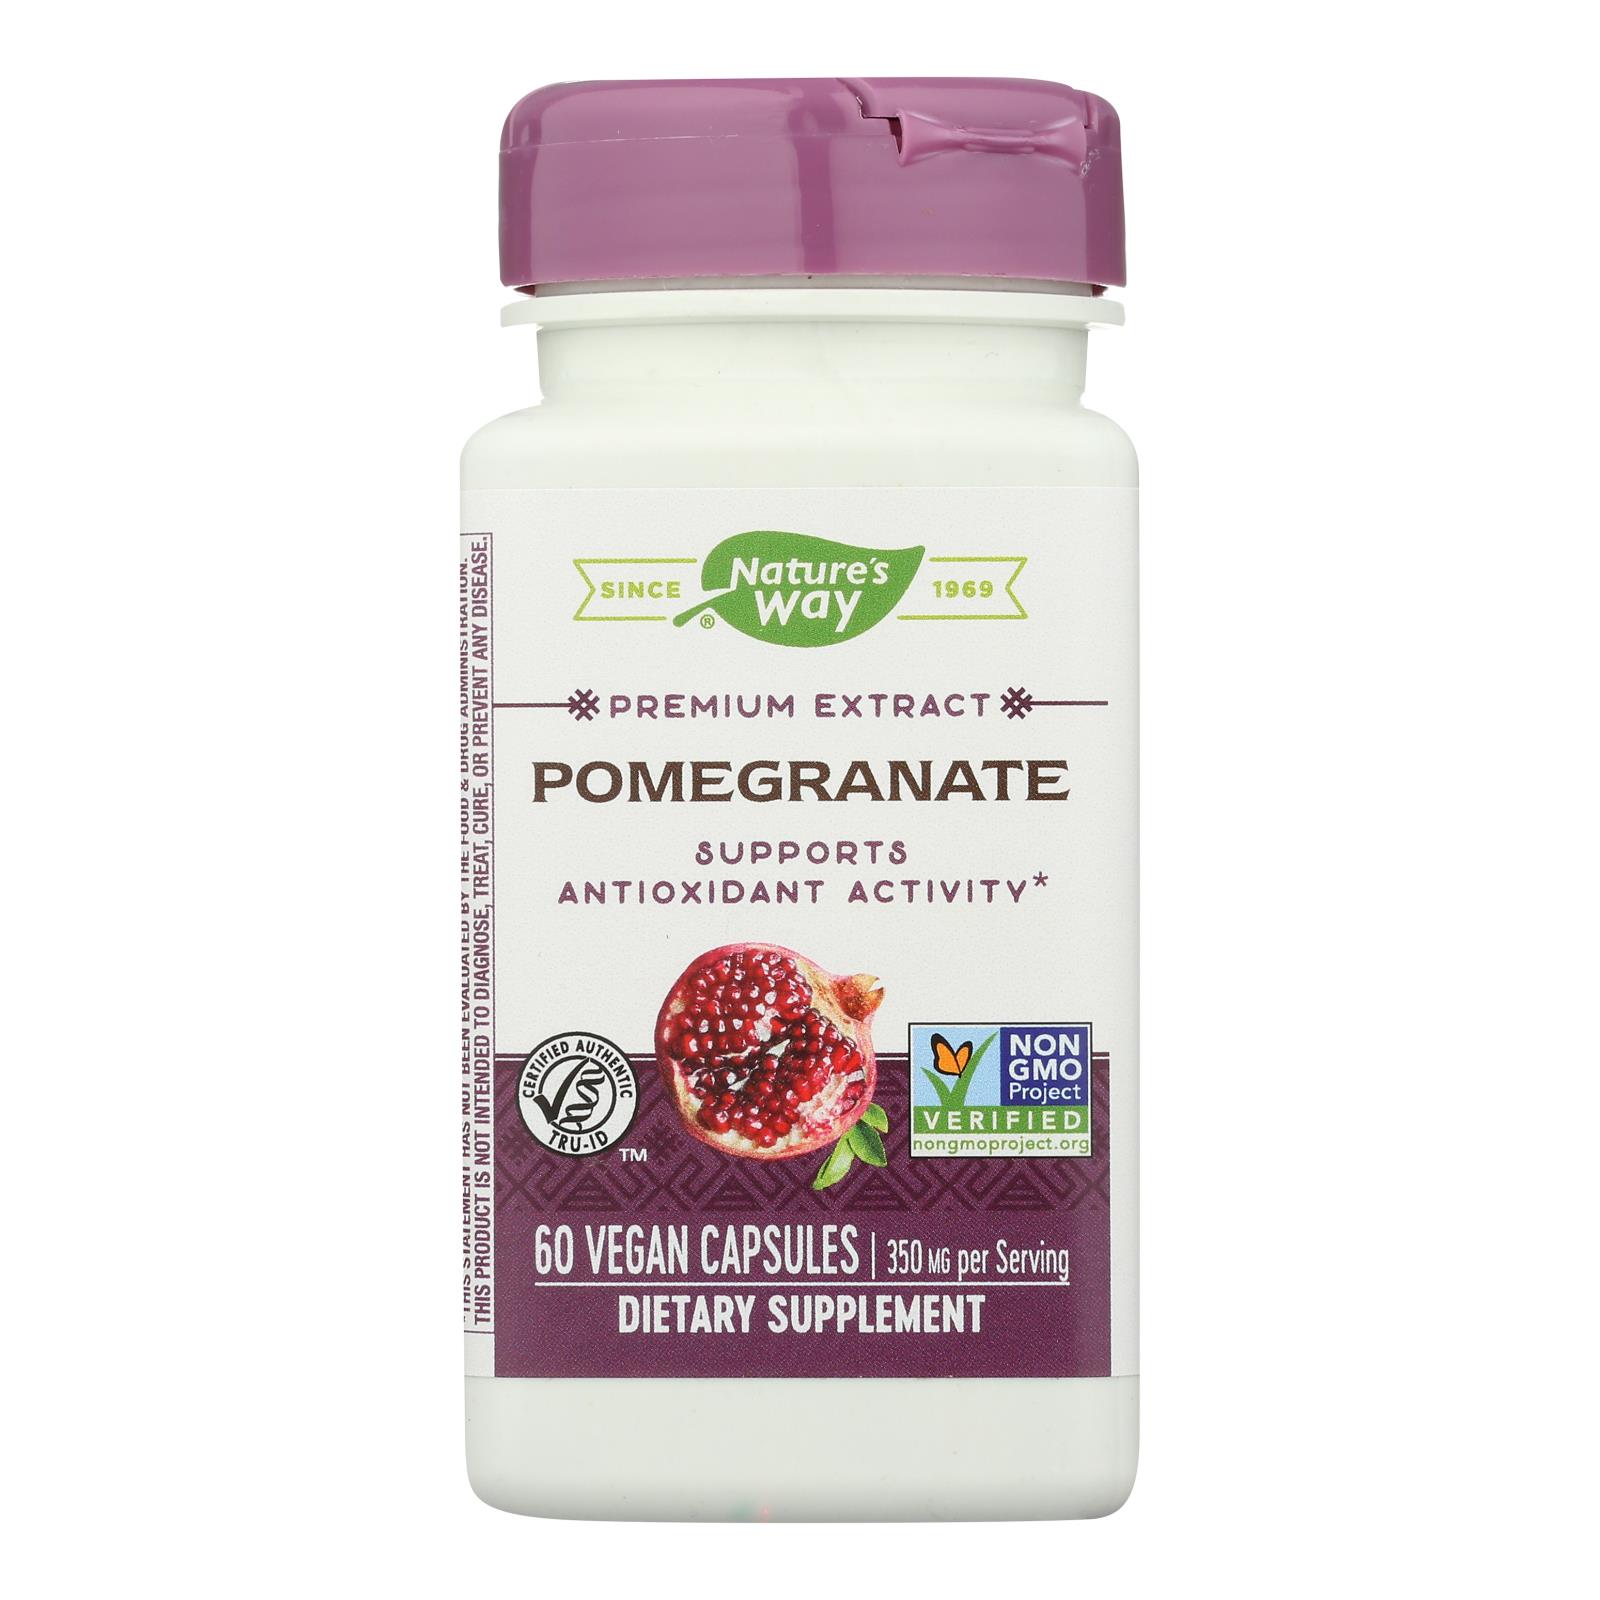 SINCE
Nature's
Way
®
1969
PREMIUM EXTRACT
POMEGRANATE
SUPPORTS
ANTIOXIDANT ACTIVITY*
CERTIFIED AUTHENTIC
TRU-ID
™
NON
GMO
Project
VERIFIED
nongmoproject.org
60 VEGAN CAPSULES | 350 MG per Serving
DIETARY SUPPLEMENT
*THIS STATEMENT HAS NOT BEEN EVALUATED BY THE FOOD & DRUG ADMINISTRATION.
THIS PRODUCT IS NOT INTENDED TO DIAGNOSE, TREAT, CURE, OR PREVENT ANY DISEASE.